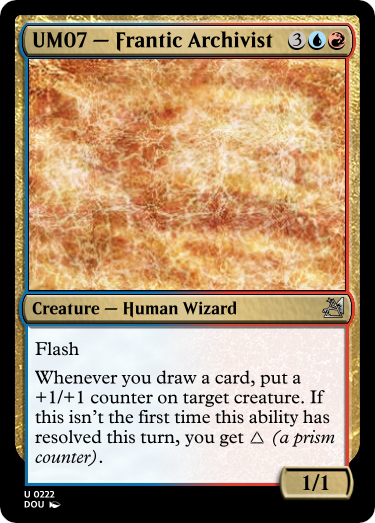 UM07 — Frantic Archivist 3
Creature — Human Wizard
Flash
Whenever you draw a card, put a
+1/+1 counter on target creature. If
this isn't the first time this ability has
resolved this turn, you get △ (a prism
counter).
1/1
U 0222
DOU